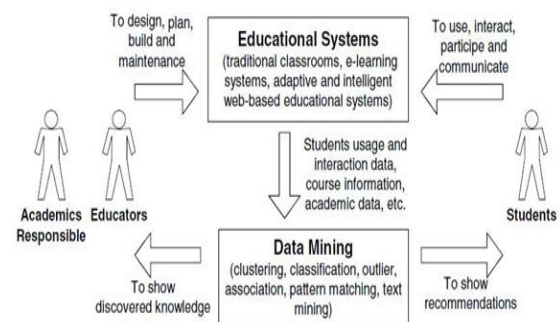 To design, plan,
build and
maintenance
Educational Systems
(traditional classrooms, e-learning
systems, adaptive and intelligent
web-based educational systems)
To use, interact,
participe and
communicate
Students usage and
interaction data,
course information,
academic data, etc.
Academics
Responsible
Educators
Students
Data Mining
(clustering, classification, outlier,
association, pattern matching, text
mining)
To show
discovered knowledge
To show
recommendations